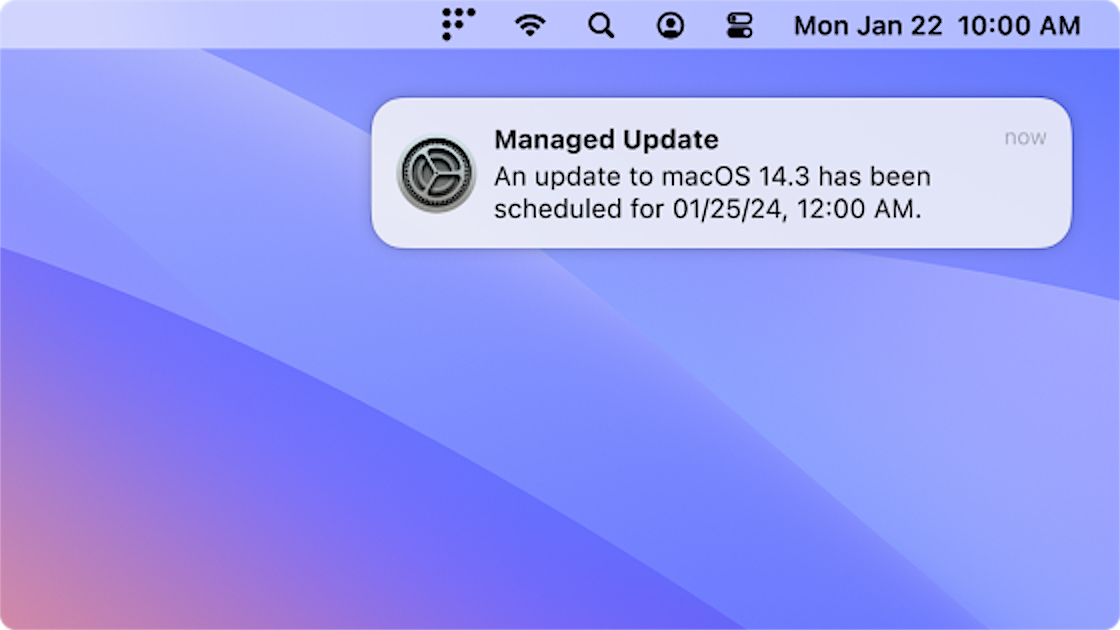 Mon Jan 22 10:00 AM
Managed Update
now
An update to macOS 14.3 has been
scheduled for 01/25/24, 12:00 AM.